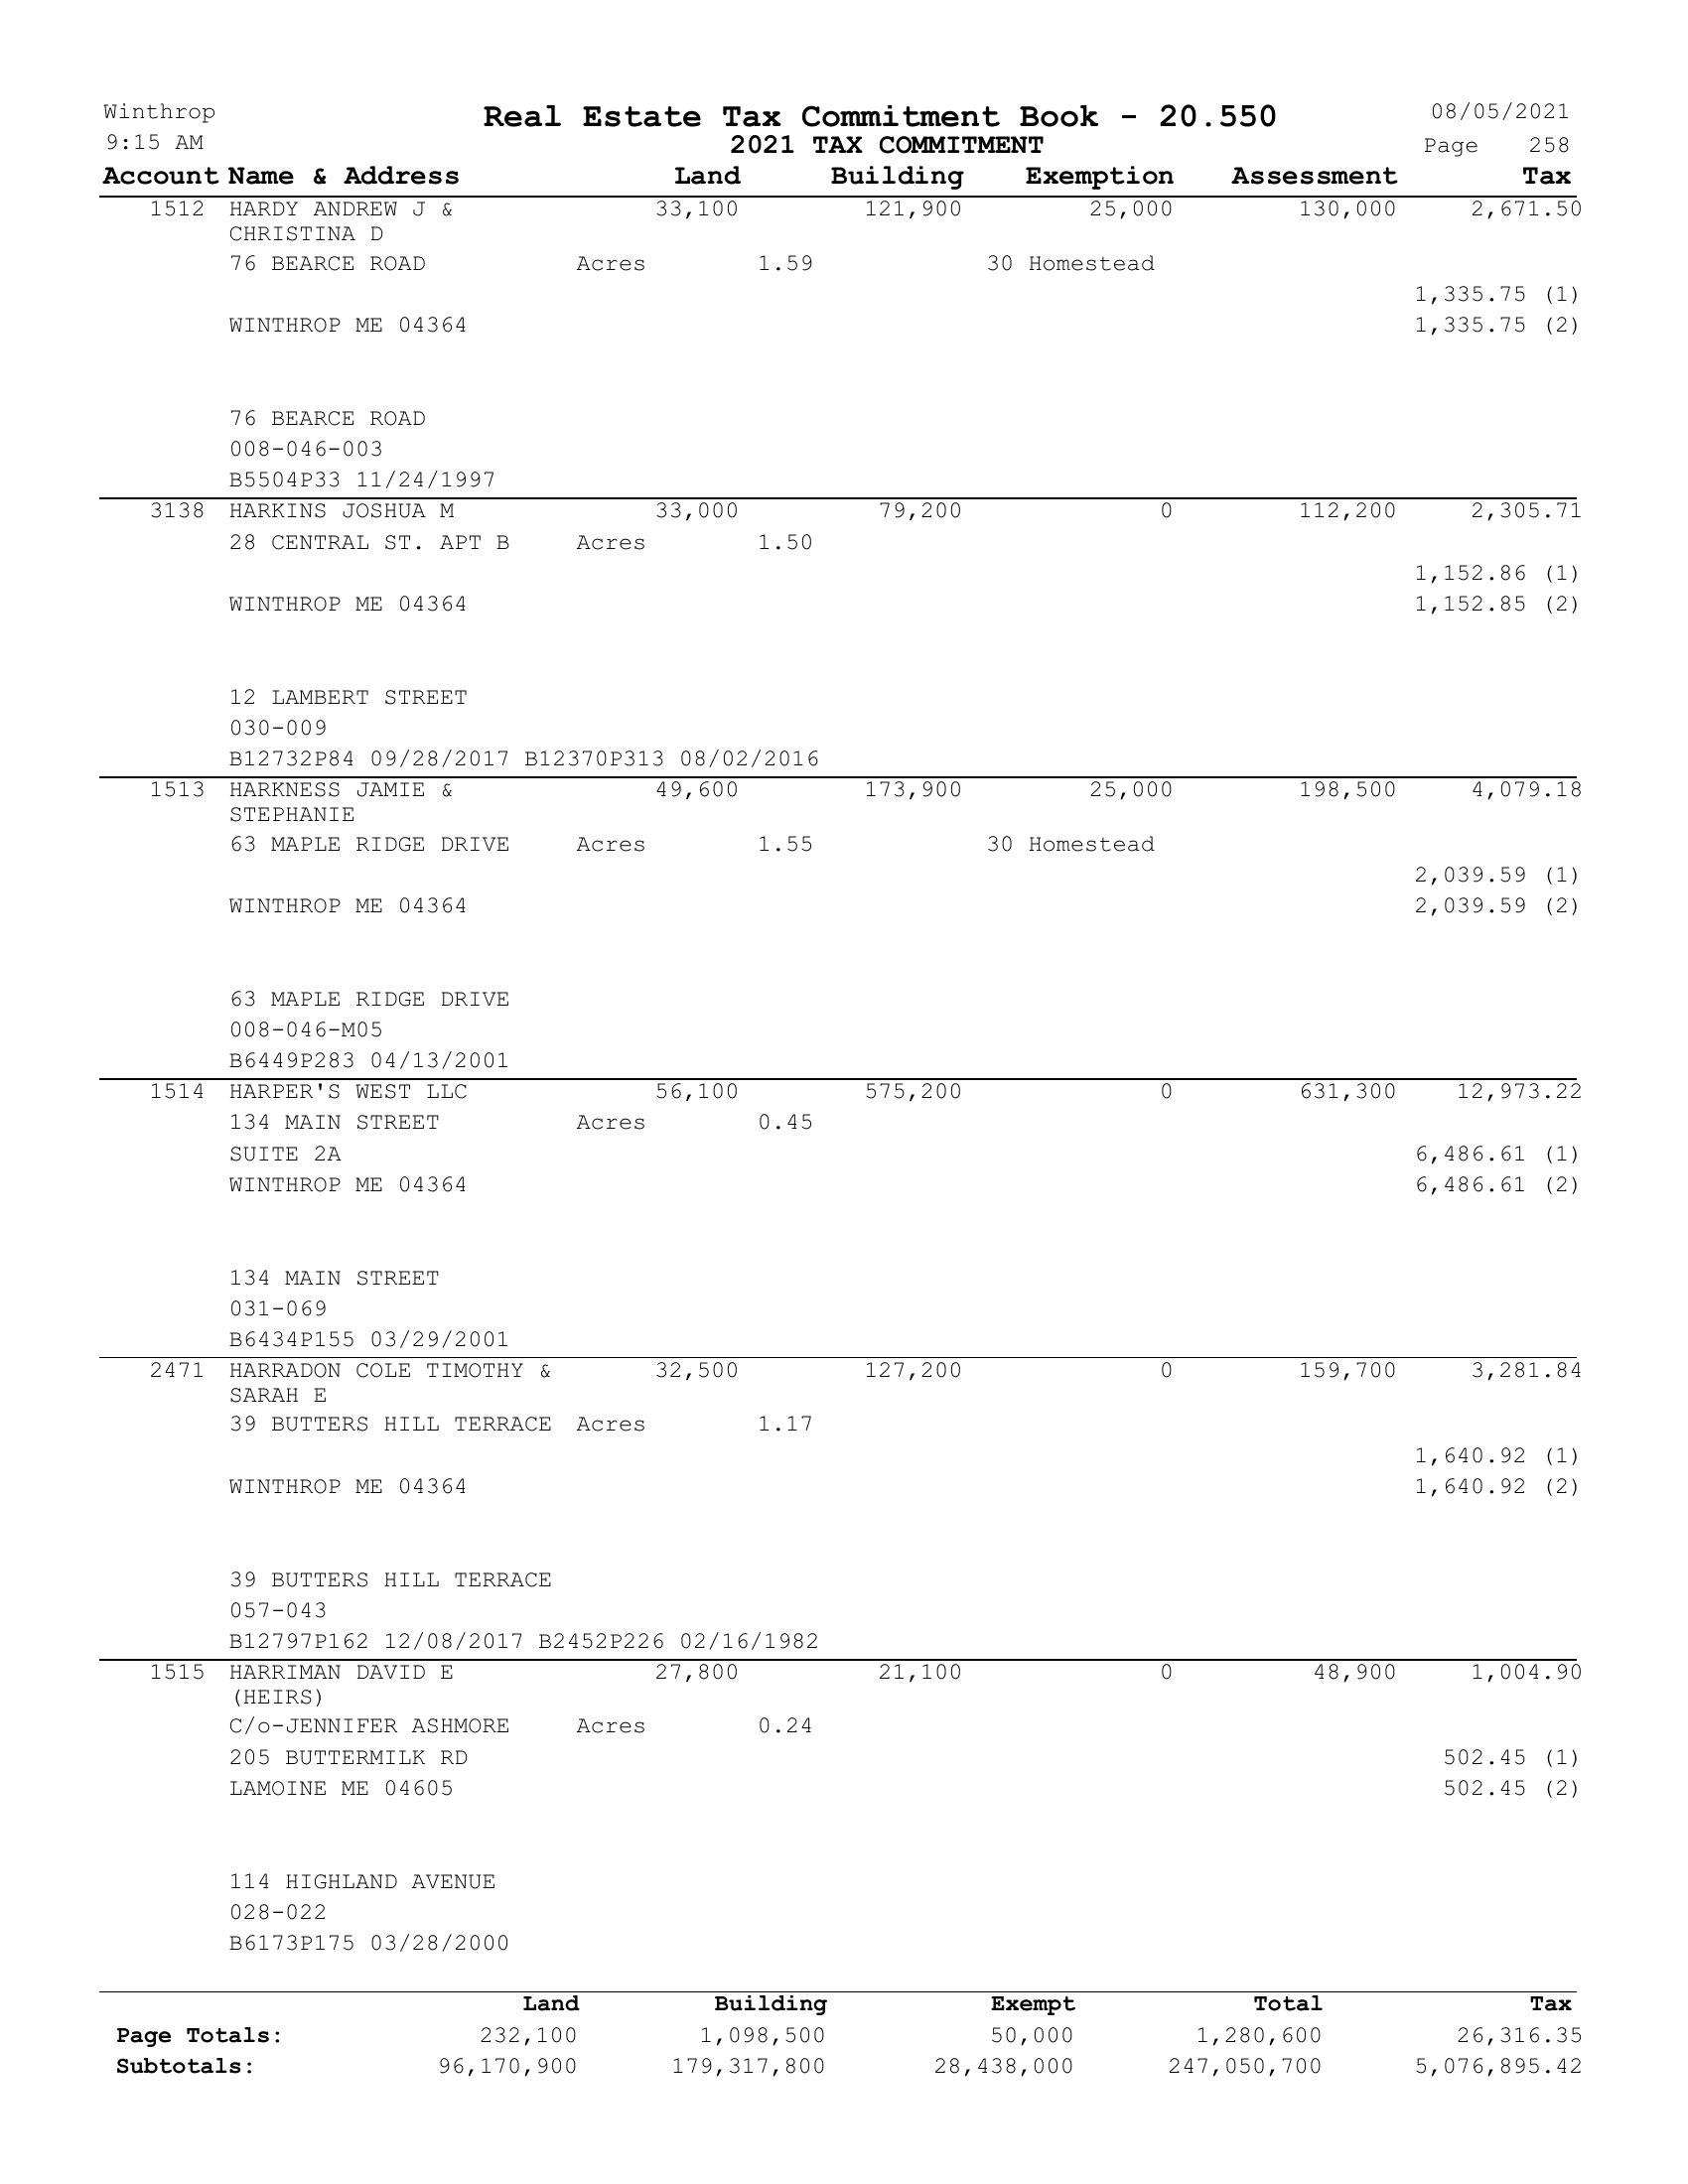 Winthrop Real Estate Tax Commitment Book - 20.550 08/05/2021
9:15 AM 2021 TAX COMMITMENT Page 258
Account Name & Address Land Building Exemption Assessment Tax
1512 HARDY ANDREW J & 33,100 121,900 25,000 130,000 2,671.50
CHRISTINA D
76 BEARCE ROAD Acres 1.59 30 Homestead
1,335.75 (1)
WINTHROP ME 04364 1,335.75 (2)
76 BEARCE ROAD
008-046-003
B5504P33 11/24/1997
3138 HARKINS JOSHUA M 33,000 79,200 0 112,200 2,305.71
28 CENTRAL ST. APT B Acres 1.50
1,152.86 (1)
WINTHROP ME 04364 1,152.85 (2)
12 LAMBERT STREET
030-009
B12732P84 09/28/2017 B12370P313 08/02/2016
1513 HARKNESS JAMIE & 49,600 173,900 25,000 198,500 4,079.18
STEPHANIE
63 MAPLE RIDGE DRIVE Acres 1.55 30 Homestead
2,039.59 (1)
WINTHROP ME 04364 2,039.59 (2)
63 MAPLE RIDGE DRIVE
008-046-M05
B6449P283 04/13/2001
1514 HARPER'S WEST LLC 56,100 575,200 0 631,300 12,973.22
134 MAIN STREET Acres 0.45
SUITE 2A 6,486.61 (1)
WINTHROP ME 04364 6,486.61 (2)
134 MAIN STREET
031-069
B6434P155 03/29/2001
2471 HARRADON COLE TIMOTHY & 32,500 127,200 0 159,700 3,281.84
SARAH E
39 BUTTERS HILL TERRACE Acres 1.17
1,640.92 (1)
WINTHROP ME 04364 1,640.92 (2)
39 BUTTERS HILL TERRACE
057-043
B12797P162 12/08/2017 B2452P226 02/16/1982
1515 HARRIMAN DAVID E 27,800 21,100 0 48,900 1,004.90
(HEIRS)
C/o-JENNIFER ASHMORE Acres 0.24
205 BUTTERMILK RD 502.45 (1)
LAMOINE ME 04605 502.45 (2)
114 HIGHLAND AVENUE
028-022
B6173P175 03/28/2000
Land Building Exempt Total Tax
Page Totals: 232,100 1,098,500 50,000 1,280,600 26,316.35
Subtotals: 96,170,900 179,317,800 28,438,000 247,050,700 5,076,895.42